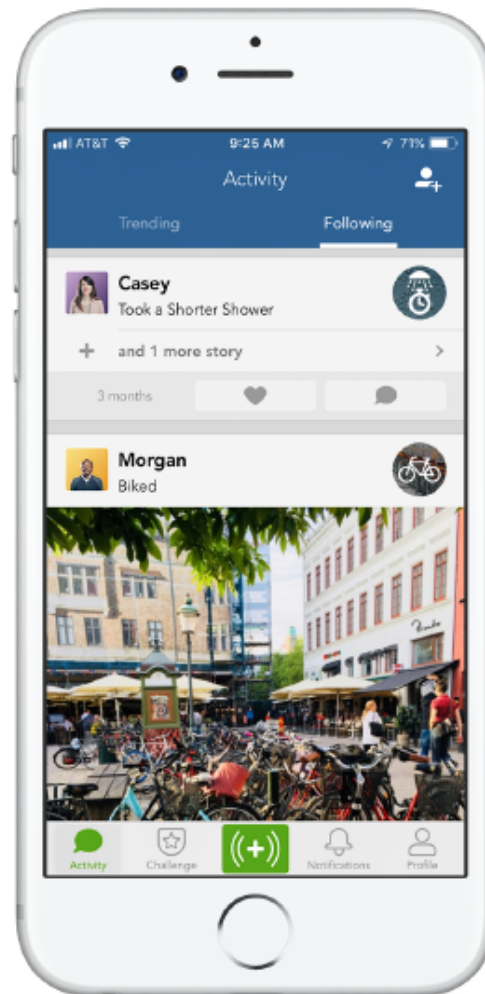 AT&T 9:25 AM 71%
Activity
Trending Following
Casey
Took a Shorter Shower
+ and 1 more story >
3 months
Morgan
Biked
Activity Challenge ((+)) Notifications Profile